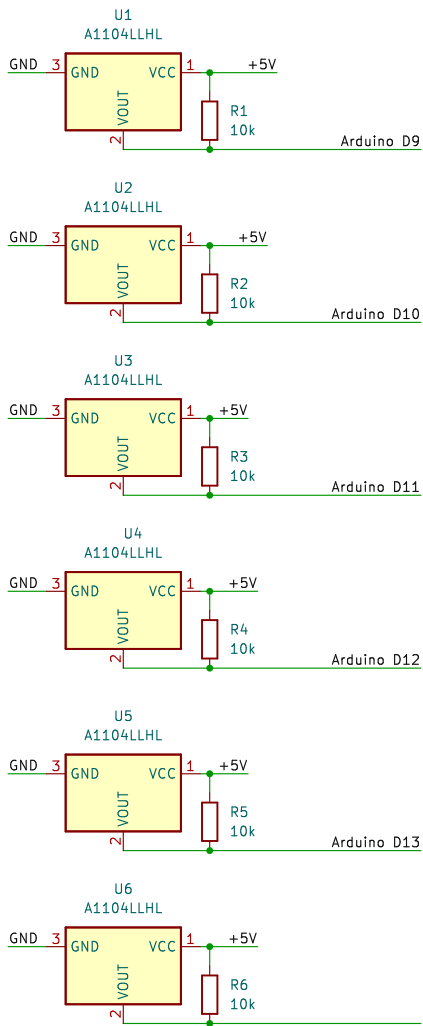 U1
A1104LLHL
GND 3 GND VCC 1 +5V
VOUT
R1
10k
2
Arduino D9
U2
A1104LLHL
GND 3 GND VCC 1 +5V
VOUT
R2
10k
2
Arduino D10
U3
A1104LLHL
GND 3 GND VCC 1 +5V
VOUT
R3
10k
2
Arduino D11
U4
A1104LLHL
GND 3 GND VCC 1 +5V
VOUT
R4
10k
2
Arduino D12
U5
A1104LLHL
GND 3 GND VCC 1 +5V
VOUT
R5
10k
2
Arduino D13
U6
A1104LLHL
GND 3 GND VCC 1 +5V
VOUT
R6
10k
2